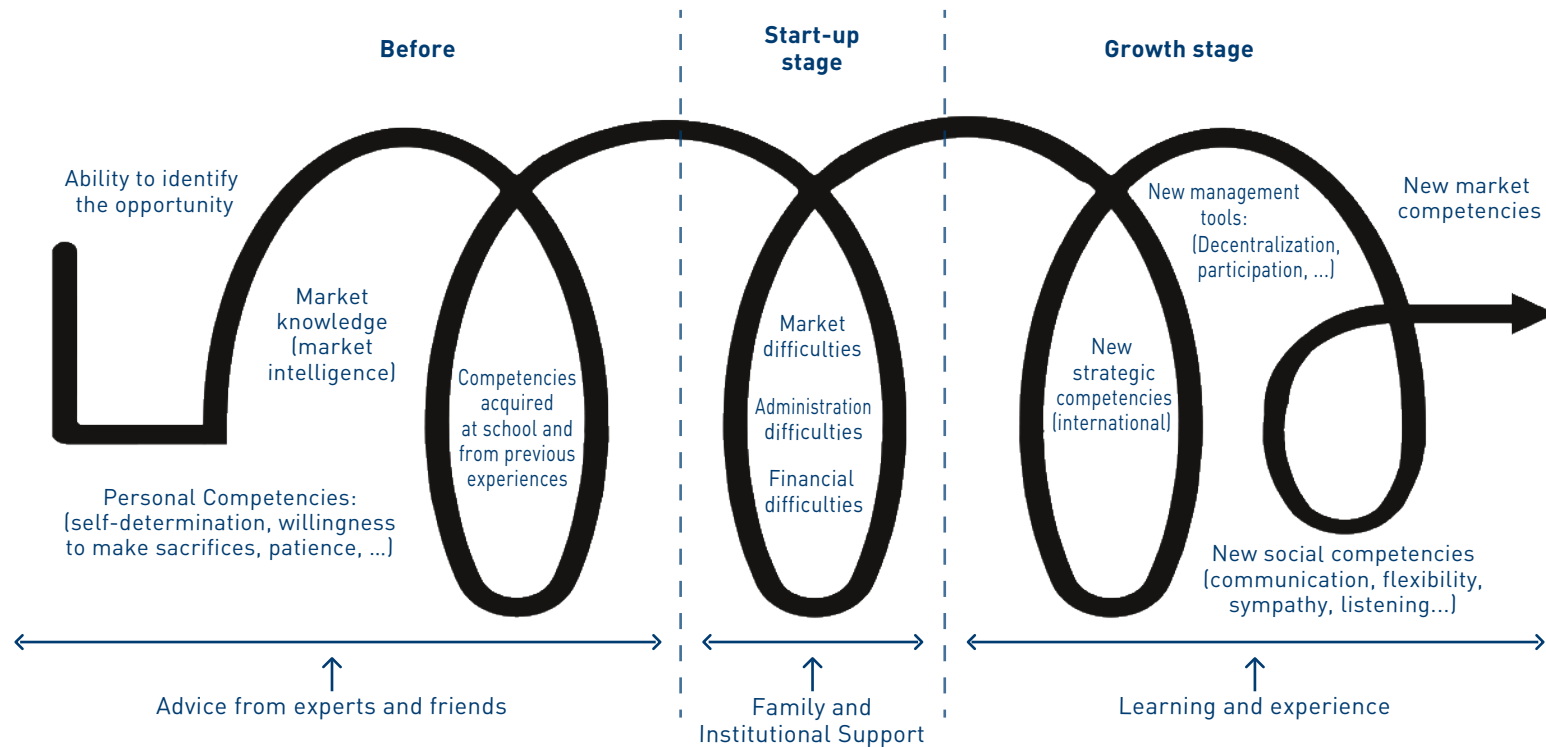 Before
Start-up
stage
Growth stage
Ability to identify
the opportunity
Market
knowledge
(market
intelligence)
Personal Competencies:
(self-determination, willingness
to make sacrifices, patience, ...)
Competencies
acquired
at school and
from previous
experiences
Market
difficulties
Administration
difficulties
Financial
difficulties
New
strategic
competencies
(international)
New management
tools:
(Decentralization,
participation, ...)
New market
competencies
New social competencies
(communication, flexibility,
sympathy, listening...)
Advice from experts and friends
Family and
Institutional Support
Learning and experience